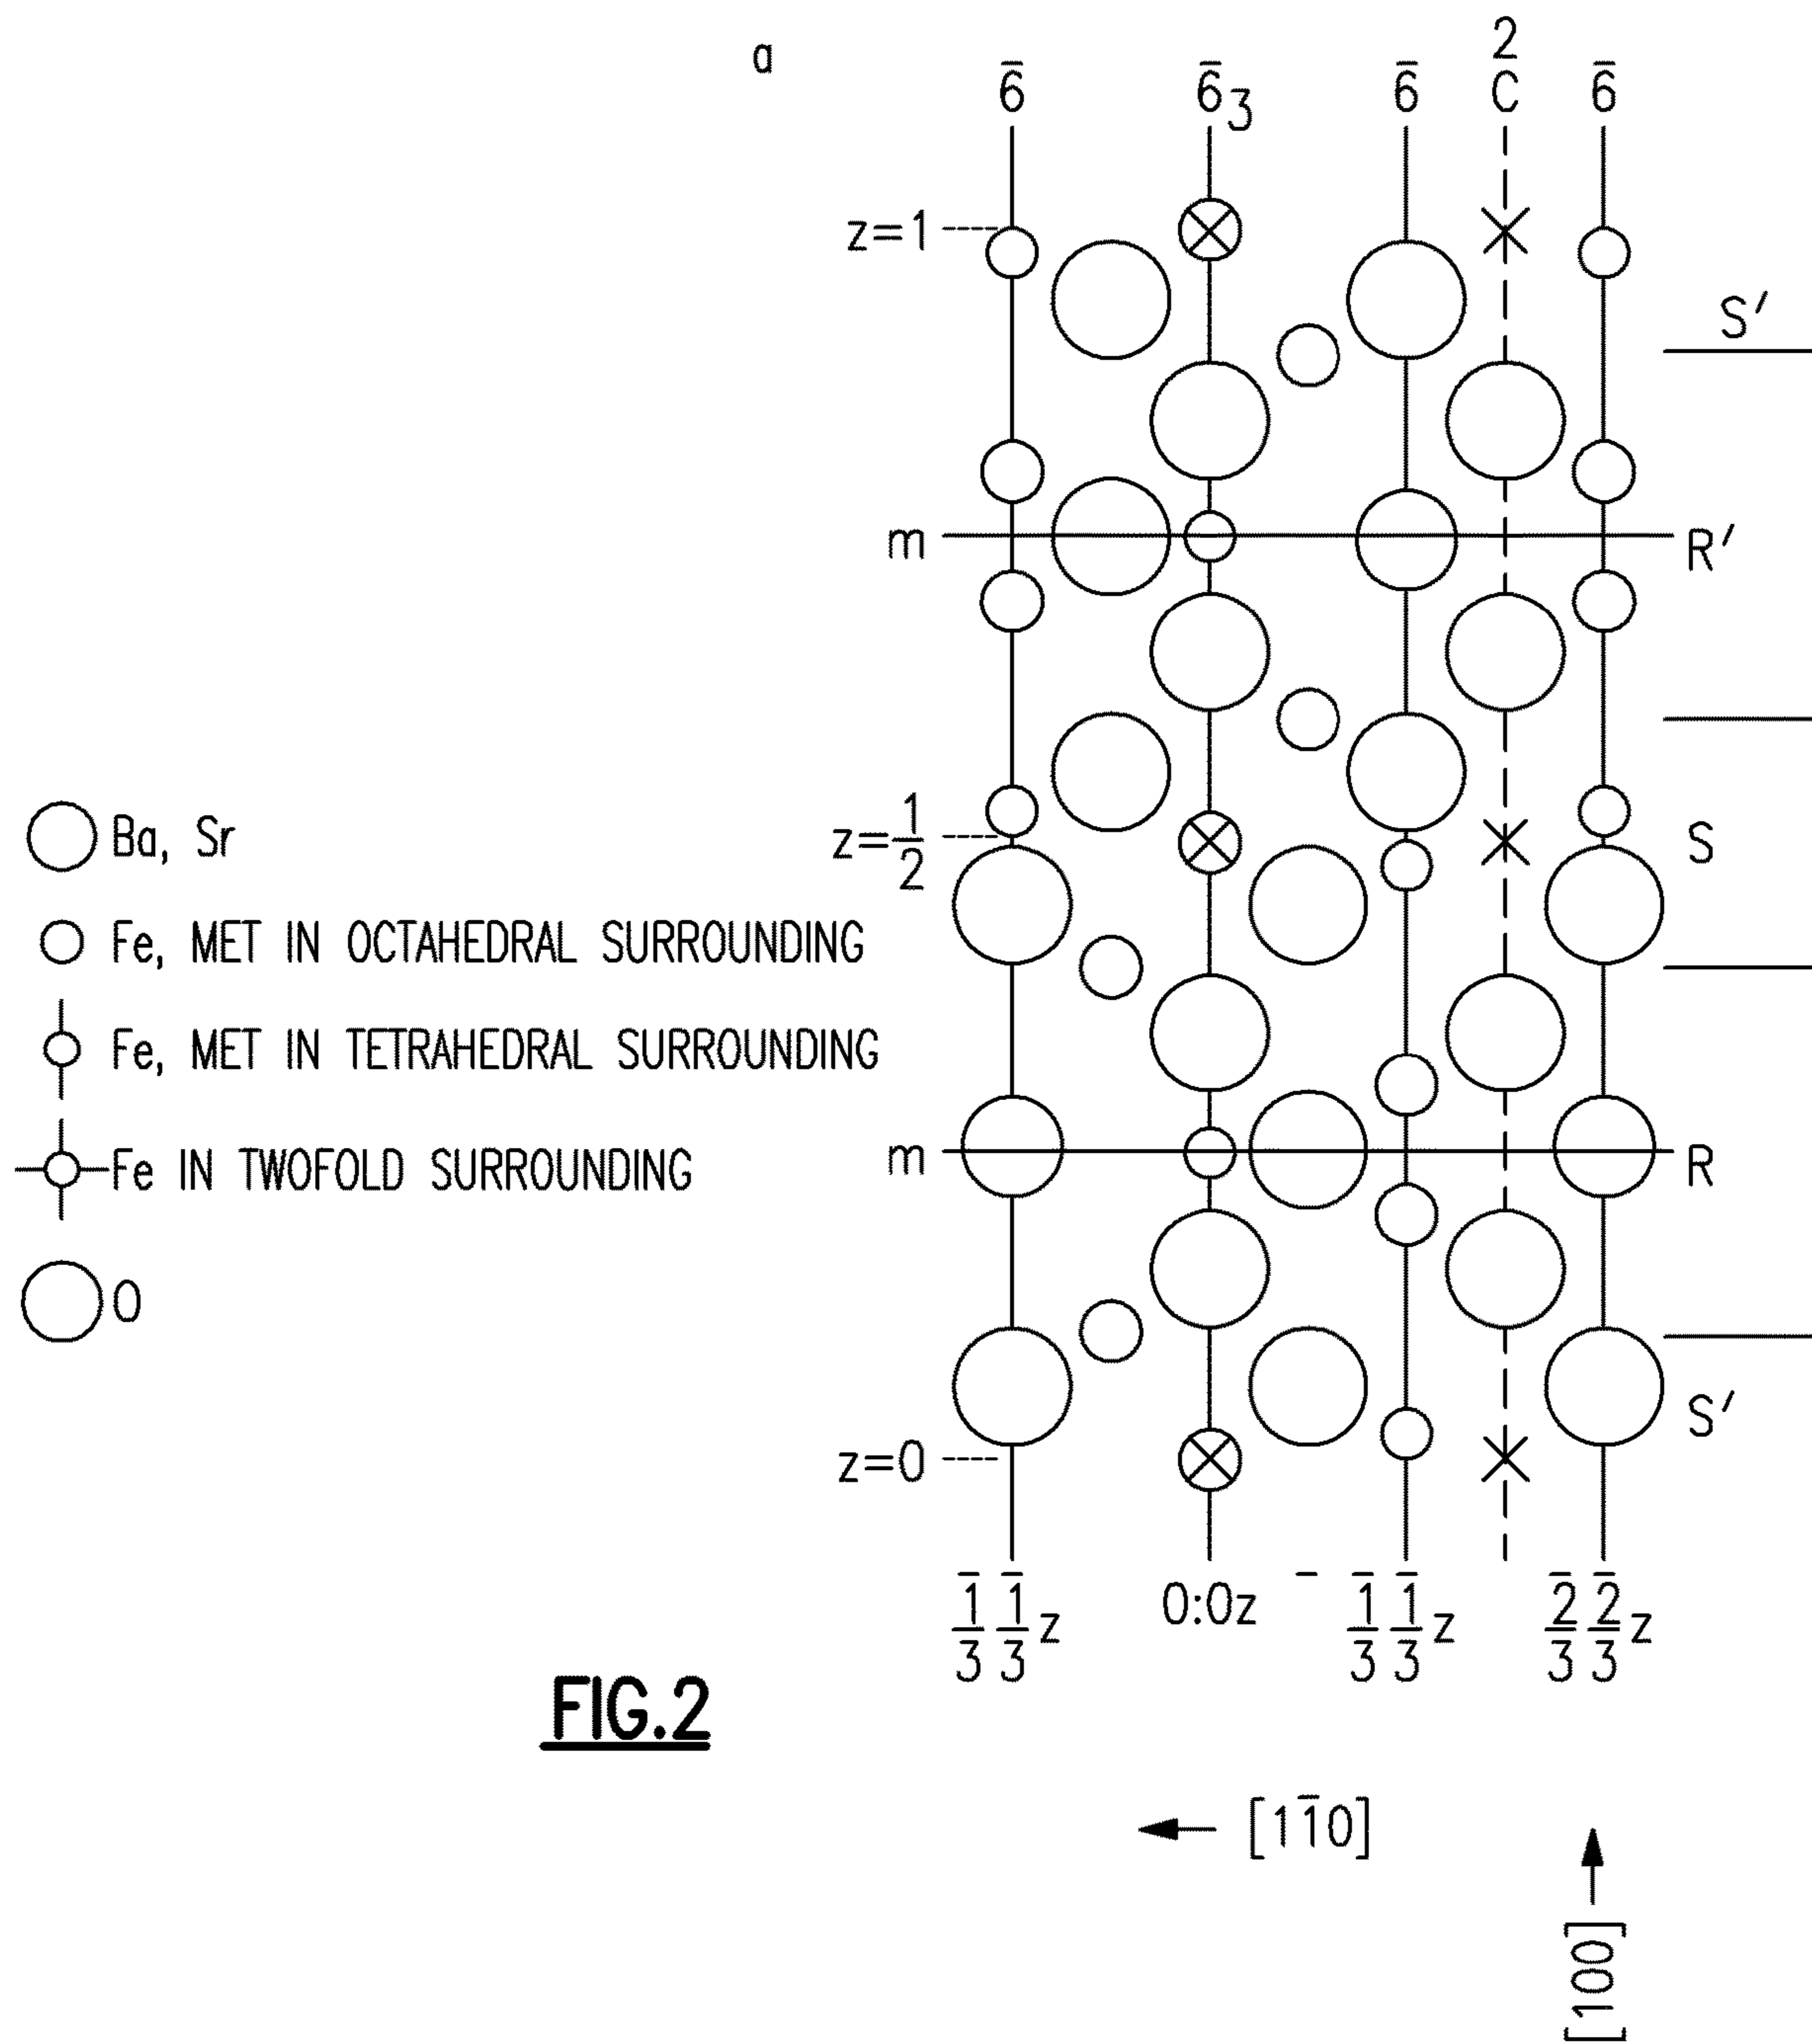 a
6̅ 6̅₃ 6̅ 2/C 6̅
z=1
S′
m R′
z=1/2
S
m R
S′
z=0
Ba, Sr
Fe, MET IN OCTAHEDRAL SURROUNDING
Fe, MET IN TETRAHEDRAL SURROUNDING
Fe IN TWOFOLD SURROUNDING
O
1̅/3 1̅/3 z 0:0z - 1̅/3 1̅/3 z 2̅/3 2̅/3 z
FIG.2
[11̅0]
[100]